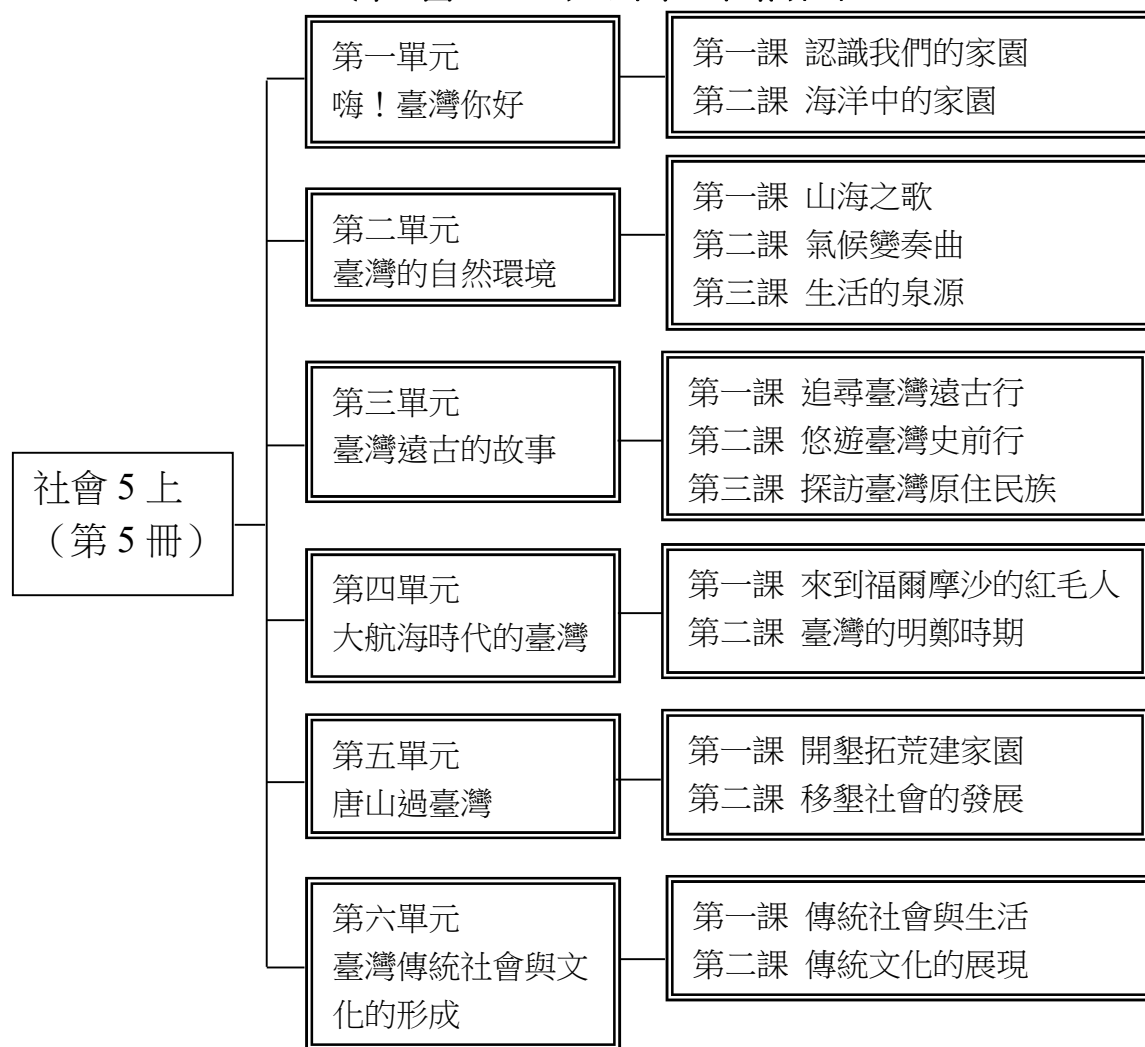 社會 5 上
（第 5 冊）
第一單元
嗨！臺灣你好
第一課 認識我們的家園
第二課 海洋中的家園
第二單元
臺灣的自然環境
第一課 山海之歌
第二課 氣候變奏曲
第三課 生活的泉源
第三單元
臺灣遠古的故事
第一課 追尋臺灣遠古行
第二課 悠遊臺灣史前行
第三課 探訪臺灣原住民族
第四單元
大航海時代的臺灣
第一課 來到福爾摩沙的紅毛人
第二課 臺灣的明鄭時期
第五單元
唐山過臺灣
第一課 開墾拓荒建家園
第二課 移墾社會的發展
第六單元
臺灣傳統社會與文
化的形成
第一課 傳統社會與生活
第二課 傳統文化的展現